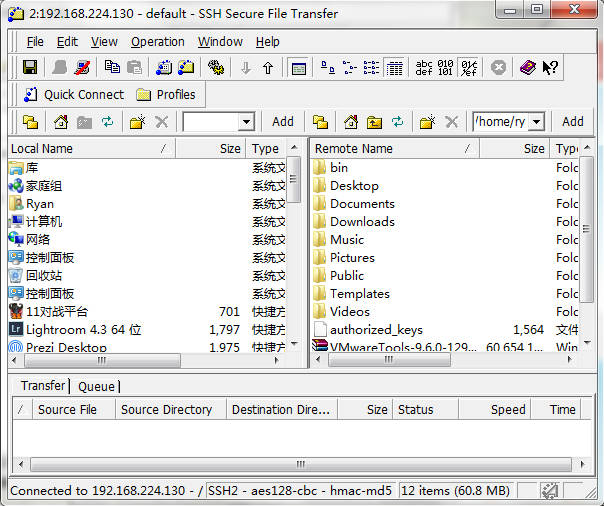 2:192.168.224.130 - default - SSH Secure File Transfer
File Edit View Operation Window Help
abc def 010 101
Quick Connect Profiles
Add /home/ry Add
Local Name / Size Ty
库 系统文
家庭组 系统文
Ryan 系统文
计算机 系统文
网络 系统文
控制面板 系统文
回收站 系统文
控制面板 系统文
11对战平台 701 快捷方
Lightroom 4.3 64 位 1,797 快捷方
Prezi Desktop 1,975 快捷方
Remote Name / Size Typ
bin Fold
Desktop Fold
Documents Fold
Downloads Fold
Music Fold
Pictures Fold
Public Fold
Templates Fold
Videos Fold
authorized_keys 1,564 文件
VMwareTools-9.6.0-129... 60,654,1... Win
Transfer Queue
/ Source File Source Directory Destination Dire... Size Status Speed Time
Connected to 192.168.224.130 - / SSH2 - aes128-cbc - hmac-md5 12 items (60.8 MB)